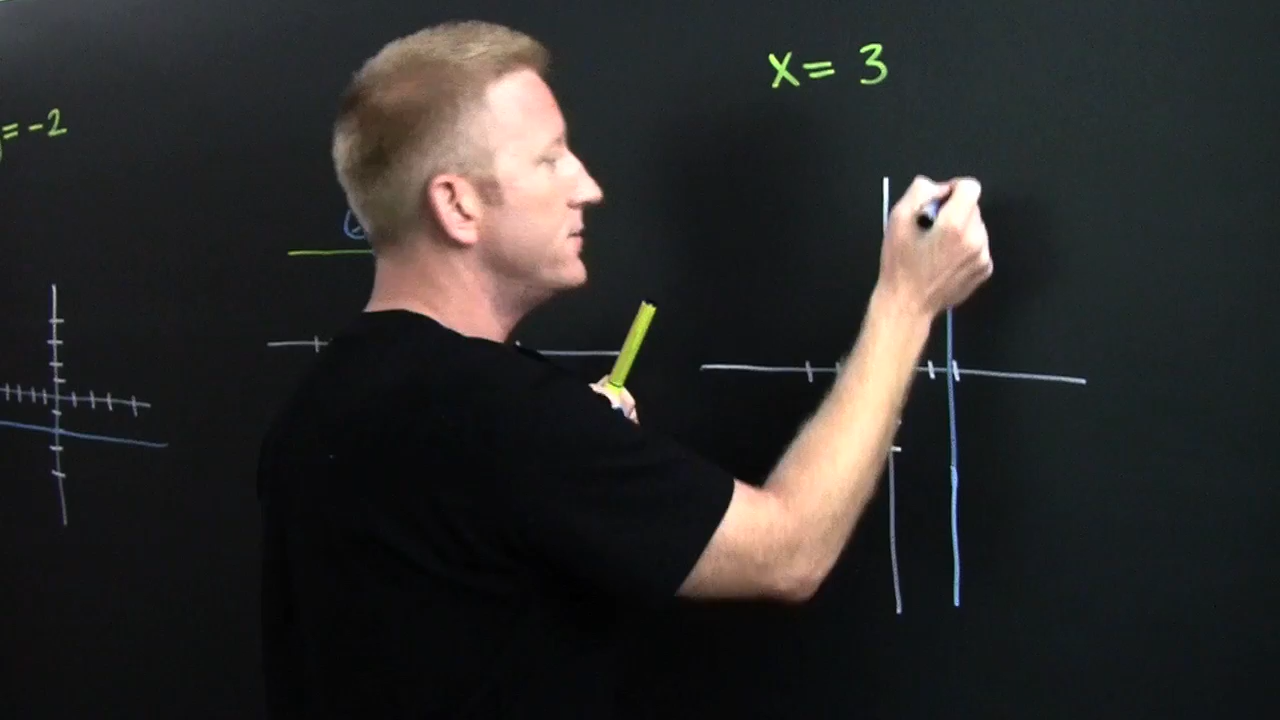 = -2
x = 3